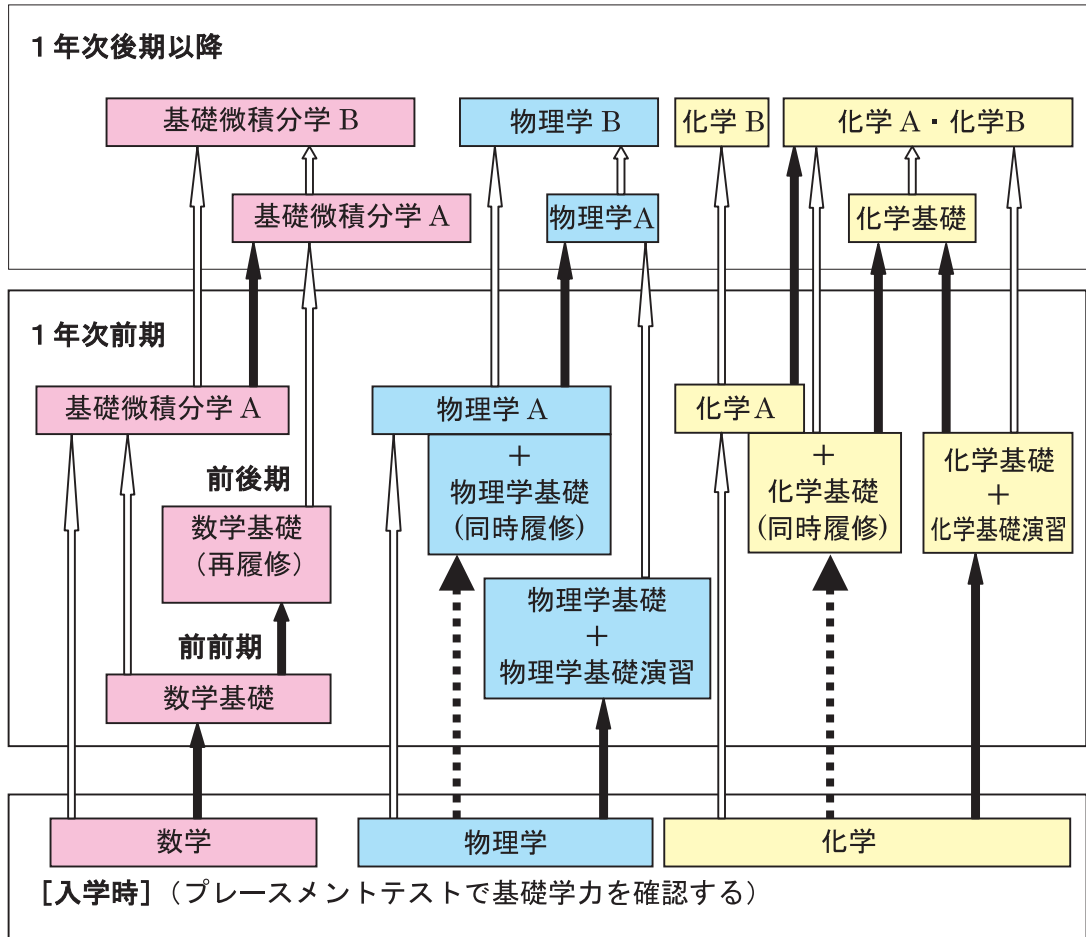 1年次後期以降
基礎微積分学 B
物理学 B
化学 B
化学 A・化学B
基礎微積分学 A
物理学A
化学基礎
1年次前期
基礎微積分学 A
物理学 A
化学 A
+
物理学基礎
(同時履修)
+
化学基礎
(同時履修)
化学基礎
+
化学基礎演習
前後期
数学基礎
（再履修）
物理学基礎
+
物理学基礎演習
前前期
数学基礎
数学
物理学
化学
［入学時］（プレースメントテストで基礎学力を確認する）